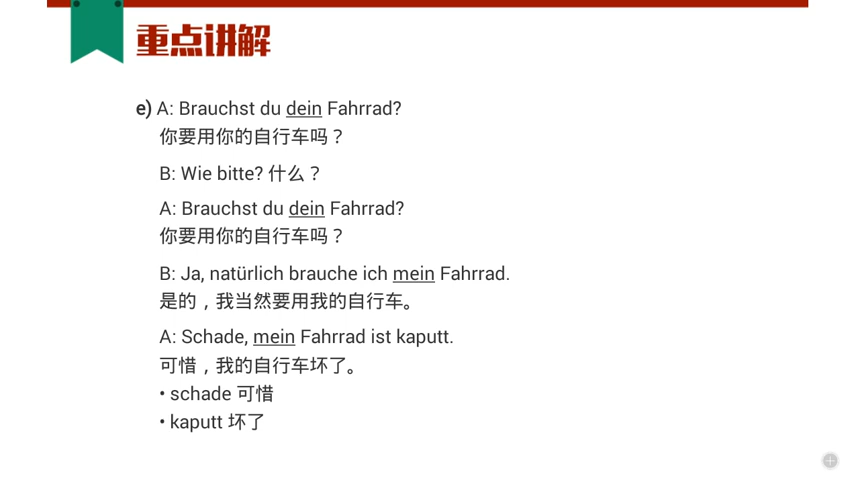 重点讲解
e) A: Brauchst du dein Fahrrad?
你要用你的自行车吗？
B: Wie bitte? 什么？
A: Brauchst du dein Fahrrad?
你要用你的自行车吗？
B: Ja, natürlich brauche ich mein Fahrrad.
是的，我当然要用我的自行车。
A: Schade, mein Fahrrad ist kaputt.
可惜，我的自行车坏了。
• schade 可惜
• kaputt 坏了